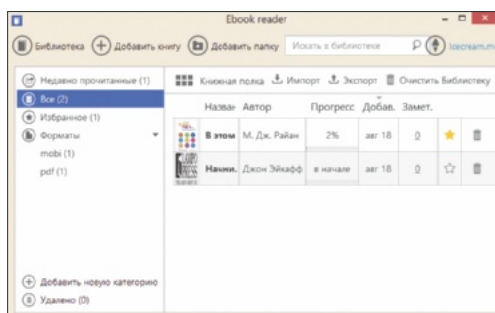 Ebook reader
Библиотека Добавить книгу Добавить папку Искать в библиотеке Icecream.m
Недавно прочитанные (1) Книжная полка Импорт Экспорт Очистить Библиотеку
Все (2)
Избранное (1)
Форматы
mobi (1)
pdf (1)
Добавить новую категорию
Удалено (0)
Назван Автор Прогресс Добав. Замет.
В этом М. Дж. Райан 2% авг 18 0
Начни. Джон Эйкафф в начале авг 18 0